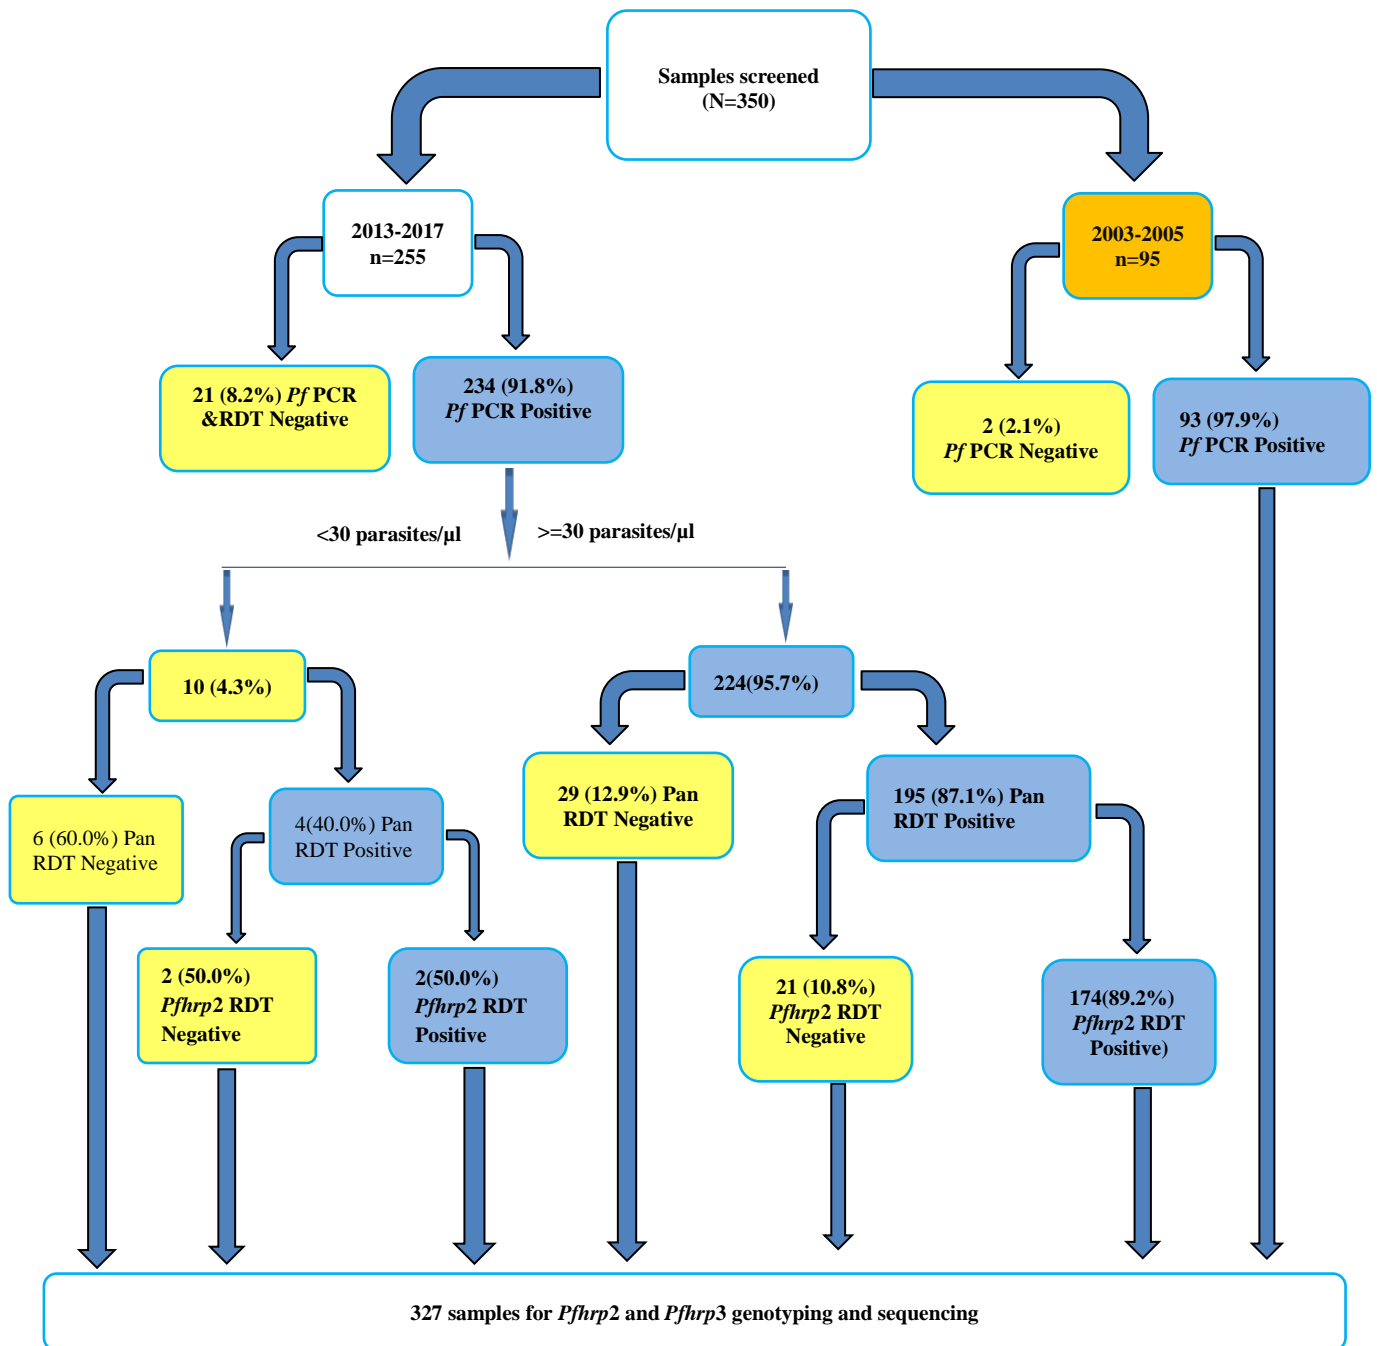 Samples screened
(N=350)
2013-2017
n=255
2003-2005
n=95
21 (8.2%) Pf PCR
&RDT Negative
234 (91.8%)
Pf PCR Positive
2 (2.1%)
Pf PCR Negative
93 (97.9%)
Pf PCR Positive
<30 parasites/µl
>=30 parasites/µl
10 (4.3%)
224(95.7%)
6 (60.0%) Pan
RDT Negative
4(40.0%) Pan
RDT Positive
29 (12.9%) Pan
RDT Negative
195 (87.1%) Pan
RDT Positive
2 (50.0%)
Pfhrp2 RDT
Negative
2(50.0%)
Pfhrp2 RDT
Positive
21 (10.8%)
Pfhrp2 RDT
Negative
174(89.2%)
Pfhrp2 RDT
Positive)
327 samples for Pfhrp2 and Pfhrp3 genotyping and sequencing